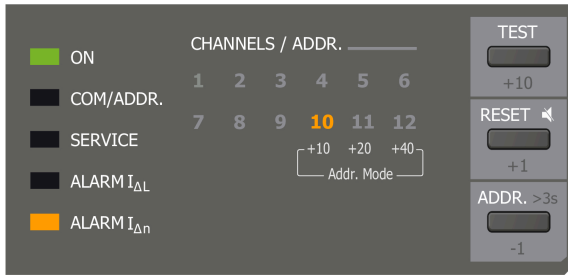 ON
COM/ADDR.
SERVICE
ALARM IΔL
ALARM IΔn
CHANNELS / ADDR.
1 2 3 4 5 6
7 8 9 10 11 12
+10 +20 +40
Addr. Mode
TEST
+10
RESET
+1
ADDR. >3s
-1